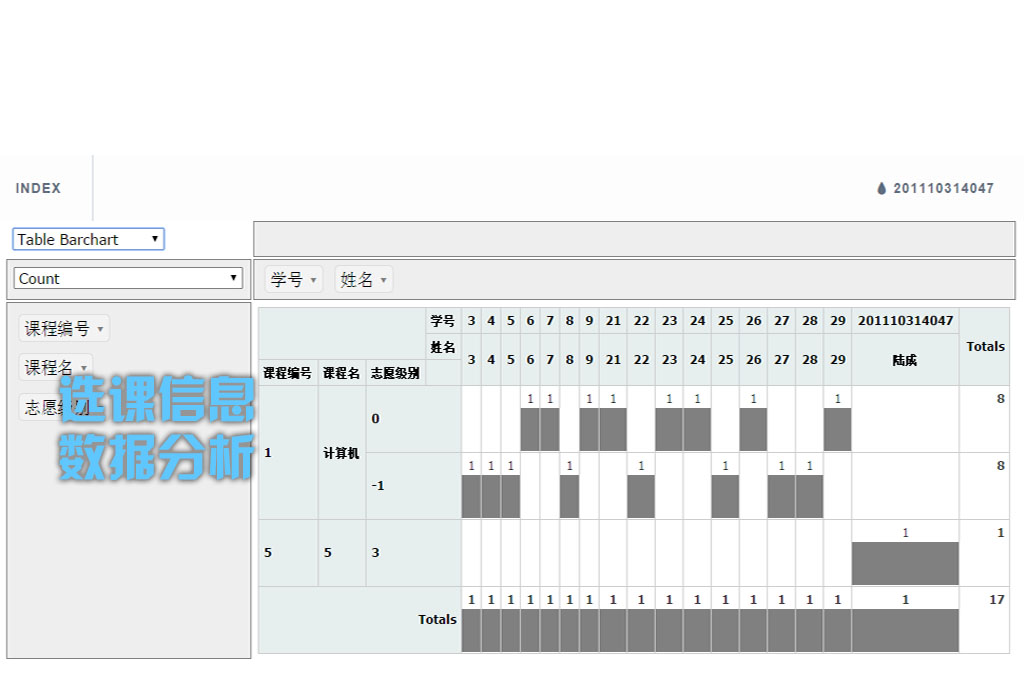 INDEX 201110314047
Table Barchart
Count 学号 姓名
课程编号
课程名
志愿级别
选课信息
数据分析
学号 3 4 5 6 7 8 9 21 22 23 24 25 26 27 28 29 201110314047 Totals
姓名 3 4 5 6 7 8 9 21 22 23 24 25 26 27 28 29 陆成
课程编号 课程名 志愿级别
1 计算机 0 1 1 1 1 1 1 1 1 8
-1 1 1 1 1 1 1 1 1 8
5 5 3 1 1
Totals 1 1 1 1 1 1 1 1 1 1 1 1 1 1 1 1 1 17